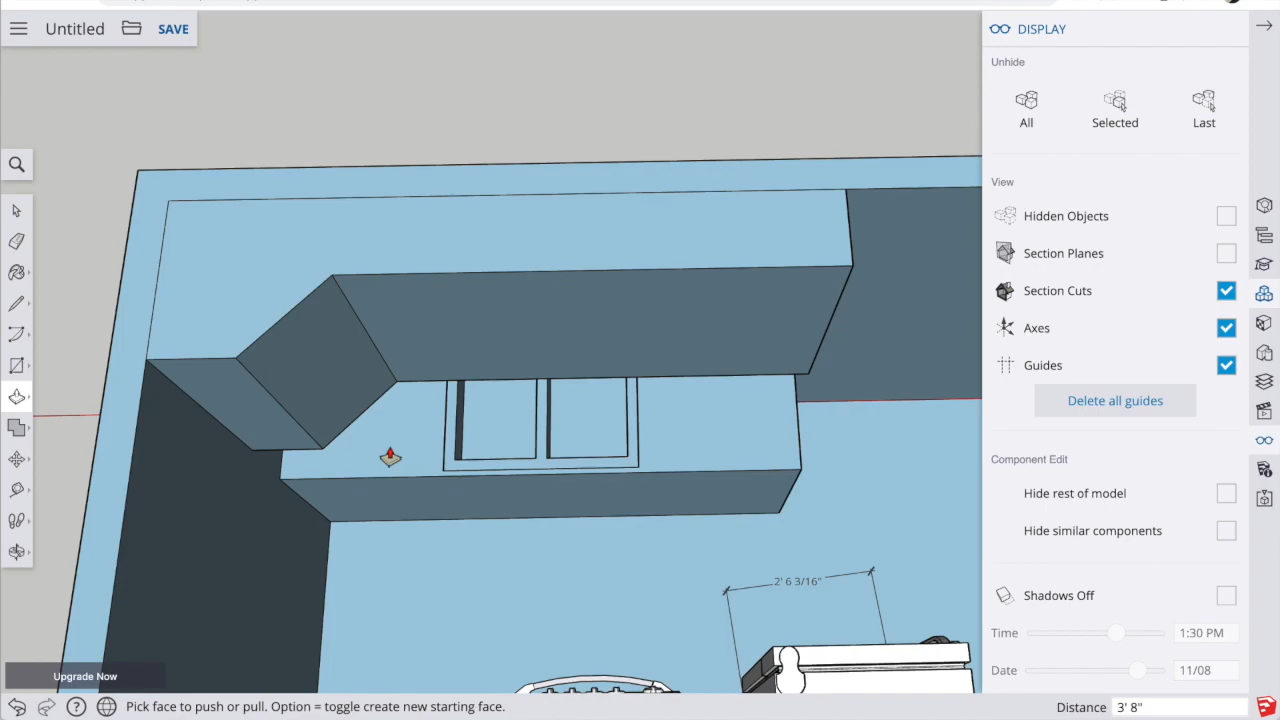 Untitled
SAVE
DISPLAY
Unhide
All
Selected
Last
View
Hidden Objects
Section Planes
Section Cuts
Axes
Guides
Delete all guides
Component Edit
Hide rest of model
Hide similar components
Shadows Off
Time
1:30 PM
Date
11/08
2' 6 3/16"
Upgrade Now
Pick face to push or pull. Option = toggle create new starting face.
Distance
3' 8"